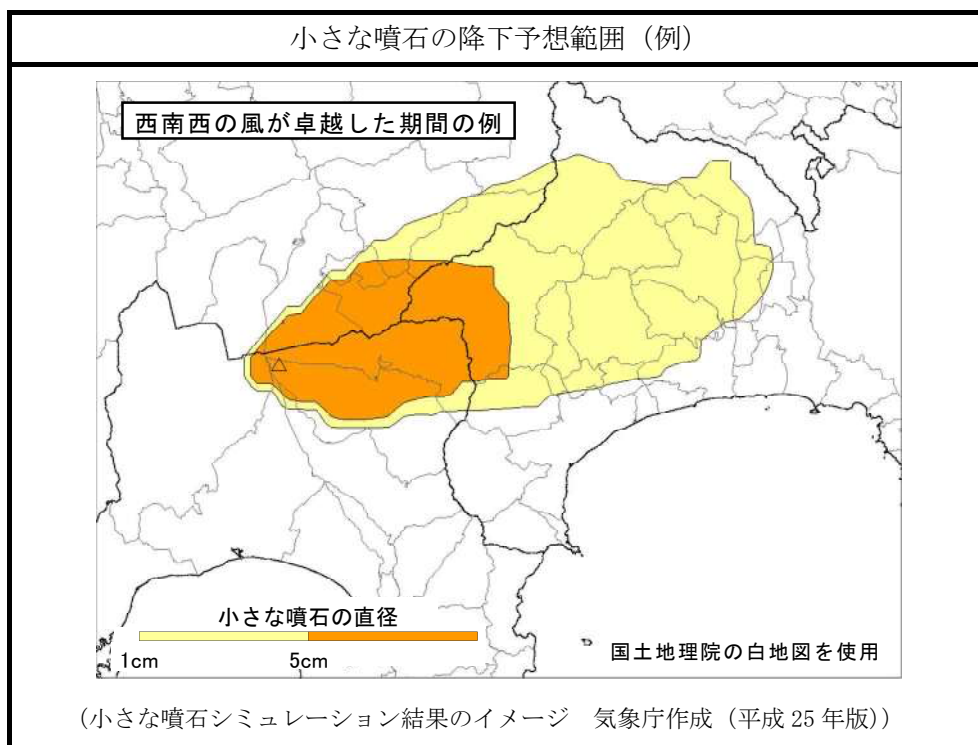 小さな噴石の降下予想範囲（例）
西南西の風が卓越した期間の例
小さな噴石の直径
1cm 5cm
国土地理院の白地図を使用
（小さな噴石シミュレーション結果のイメージ　気象庁作成（平成 25 年版））